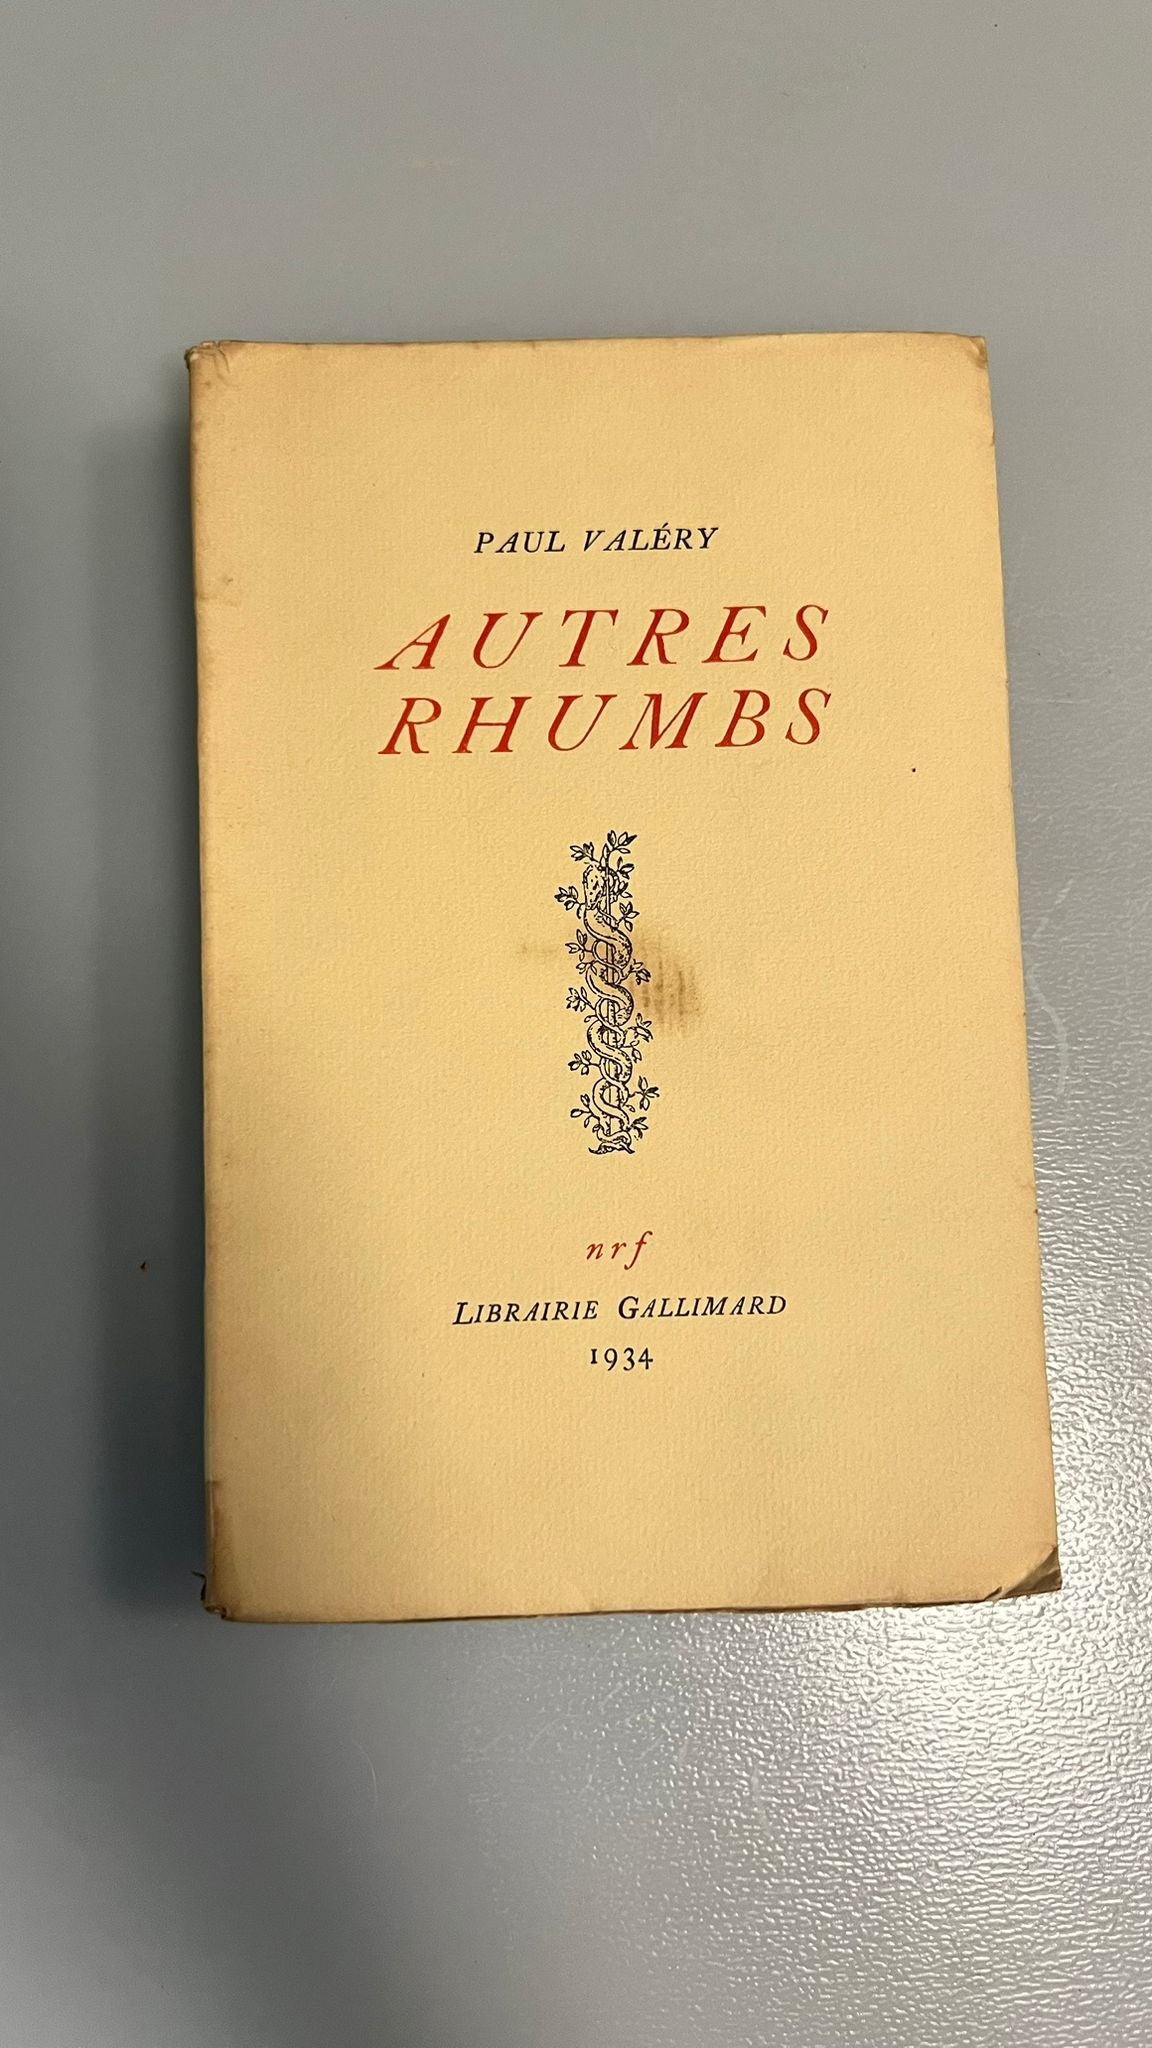 PAUL VALÉRY
AUTRES
RHUMBS
nrf
LIBRAIRIE GALLIMARD
1934